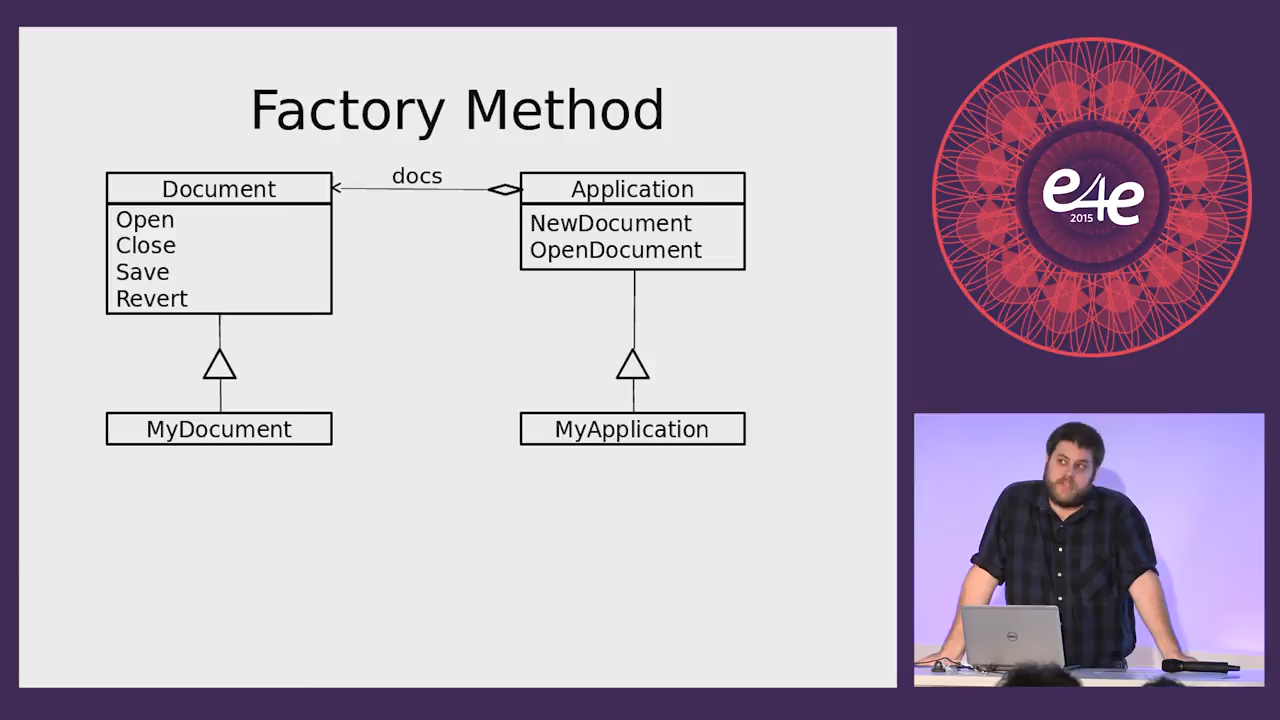 Factory Method
docs
Document
Application
Open
Close
Save
Revert
NewDocument
OpenDocument
MyDocument
MyApplication
e4e
2015